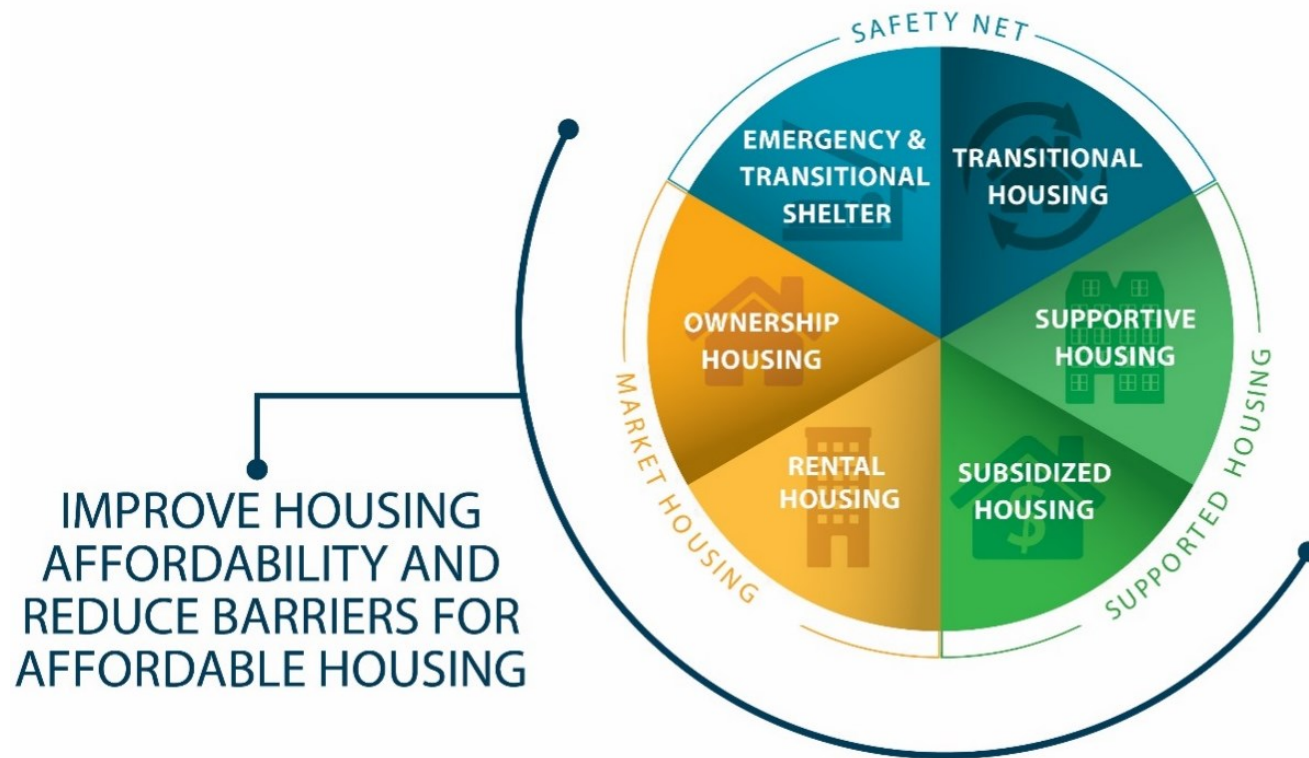 SAFETY NET
EMERGENCY &
TRANSITIONAL
SHELTER
TRANSITIONAL
HOUSING
OWNERSHIP
HOUSING
SUPPORTIVE
HOUSING
RENTAL
HOUSING
SUBSIDIZED
HOUSING
$
MARKET HOUSING
SUPPORTED HOUSING
IMPROVE HOUSING
AFFORDABILITY AND
REDUCE BARRIERS FOR
AFFORDABLE HOUSING